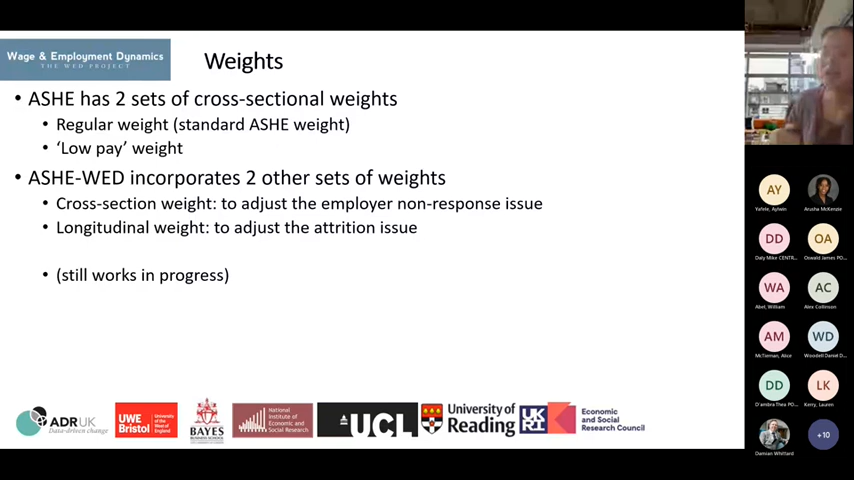 Wage & Employment Dynamics
THE WED PROJECT
Weights
• ASHE has 2 sets of cross-sectional weights
• Regular weight (standard ASHE weight)
• 'Low pay' weight
• ASHE-WED incorporates 2 other sets of weights
• Cross-section weight: to adjust the employer non-response issue
• Longitudinal weight: to adjust the attrition issue
• (still works in progress)
ADR UK
Data-driven change
UWE
Bristol
University
of the
West of
England
BAYES
BUSINESS SCHOOL
National
Institute of
Economic and
Social Research
UCL
University of
Reading
UK
RI
Economic
and Social
Research Council
AY
Yafele, Aylwin
Arusha McKenzie
DD
Daly Mike CENTR...
OA
Oswald James PO...
WA
Abel, William
AC
Alex Collinson
AM
McTiernan, Alice
WD
Woodell Daniel D...
DD
D'ambra Thea PO...
LK
Kerry, Lauren
Damian Whittard
+10